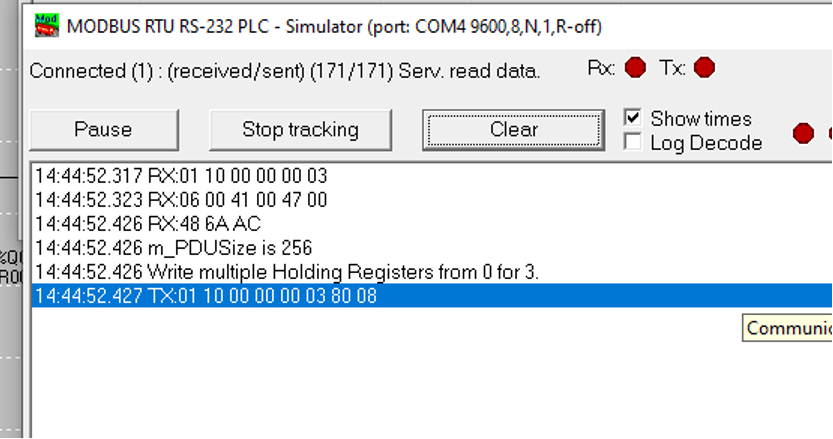 MODBUS RTU RS-232 PLC - Simulator (port: COM4 9600,8,N,1,R-off)
Connected (1) : (received/sent) (171/171) Serv. read data. Rx: Tx:
Pause Stop tracking Clear Show times
Log Decode
14:44:52.317 RX:01 10 00 00 00 03
14:44:52.323 RX:06 00 41 00 47 00
14:44:52.426 RX:48 6A AC
14:44:52.426 m_PDUSize is 256
14:44:52.426 Write multiple Holding Registers from 0 for 3.
14:44:52.427 TX:01 10 00 00 00 03 80 08